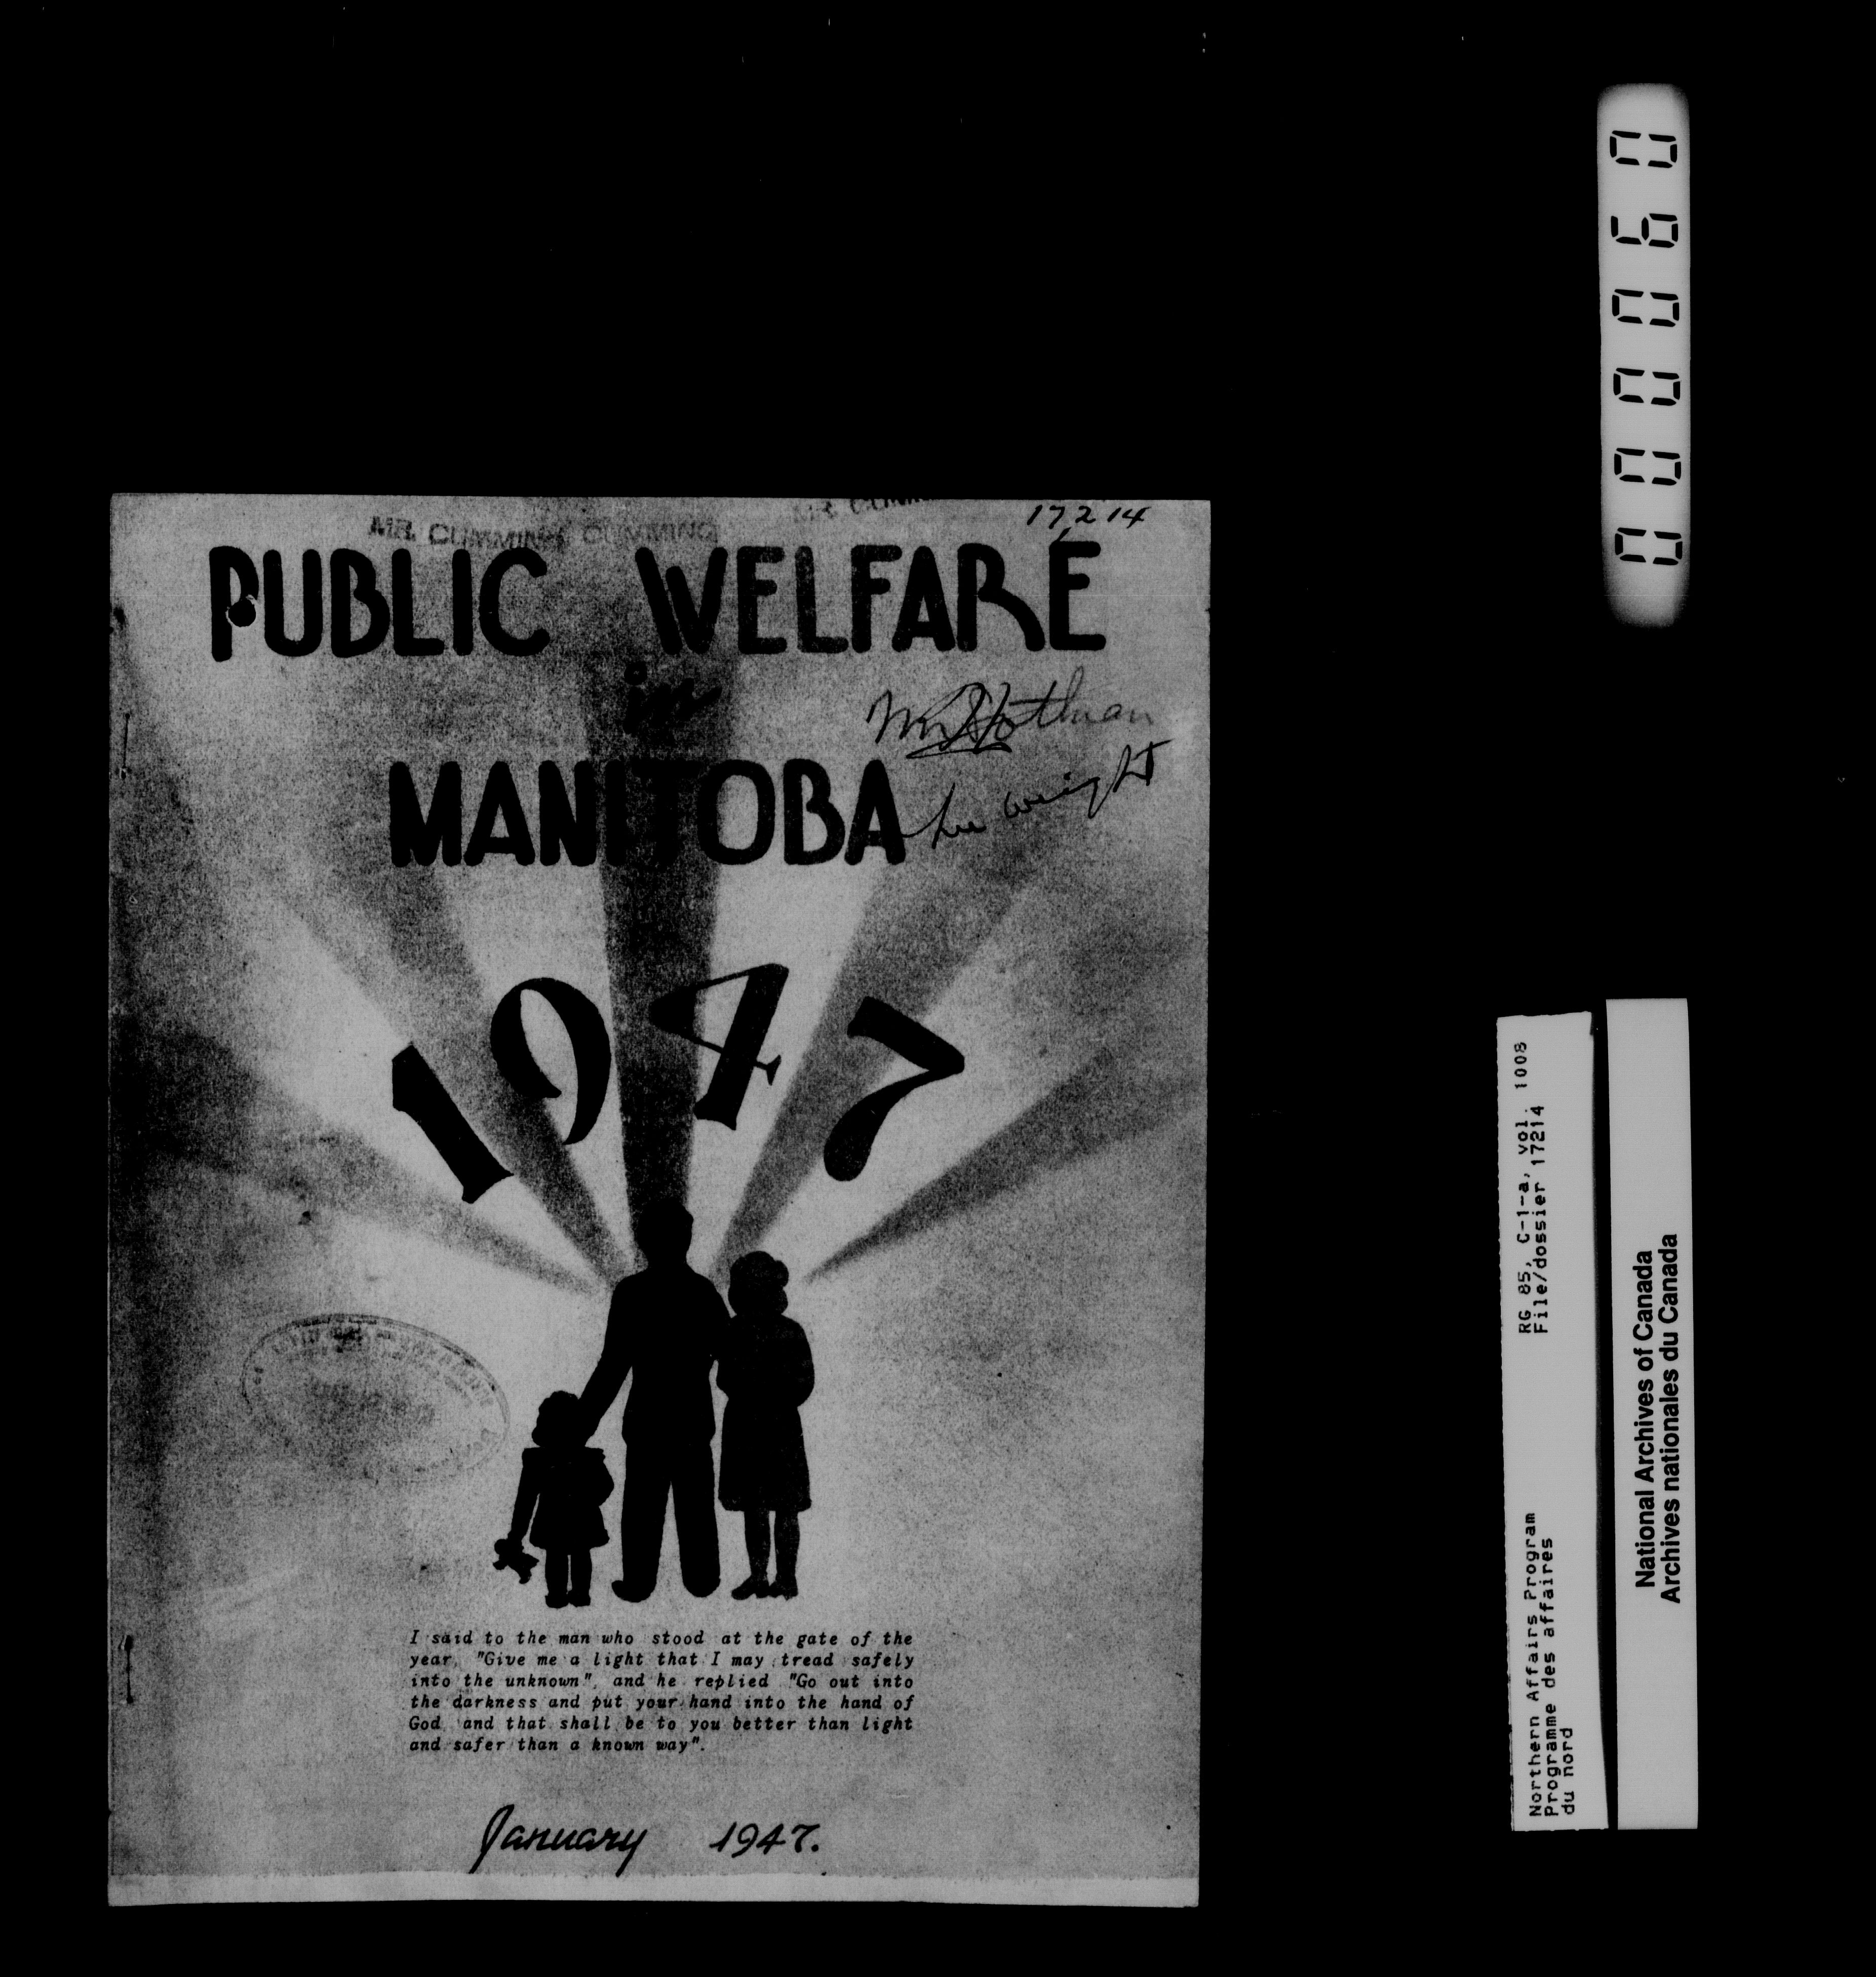 MR. CUMMING CUMMING
17214
PUBLIC WELFARE
in
MANITOBA
wright
1947
I said to the man who stood at the gate of the
year, "Give me a light that I may tread safely
into the unknown", and he replied "Go out into
the darkness and put your hand into the hand of
God, and that shall be to you better than light
and safer than a known way".
January 1947.
000060
RG 85, C-1-a, vol. 1008
File/dossier 17214
Northern Affairs Program
Programme des affaires
du nord
National Archives of Canada
Archives nationales du Canada